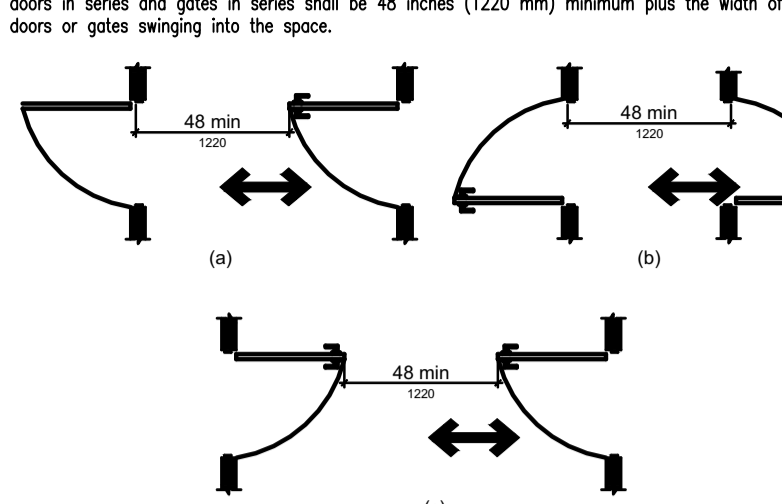 doors in series and gates in series shall be 48 inches (1220 mm) minimum plus the width of
doors or gates swinging into the space.
48 min
1220
48 min
1220
(a)
(b)
48 min
1220